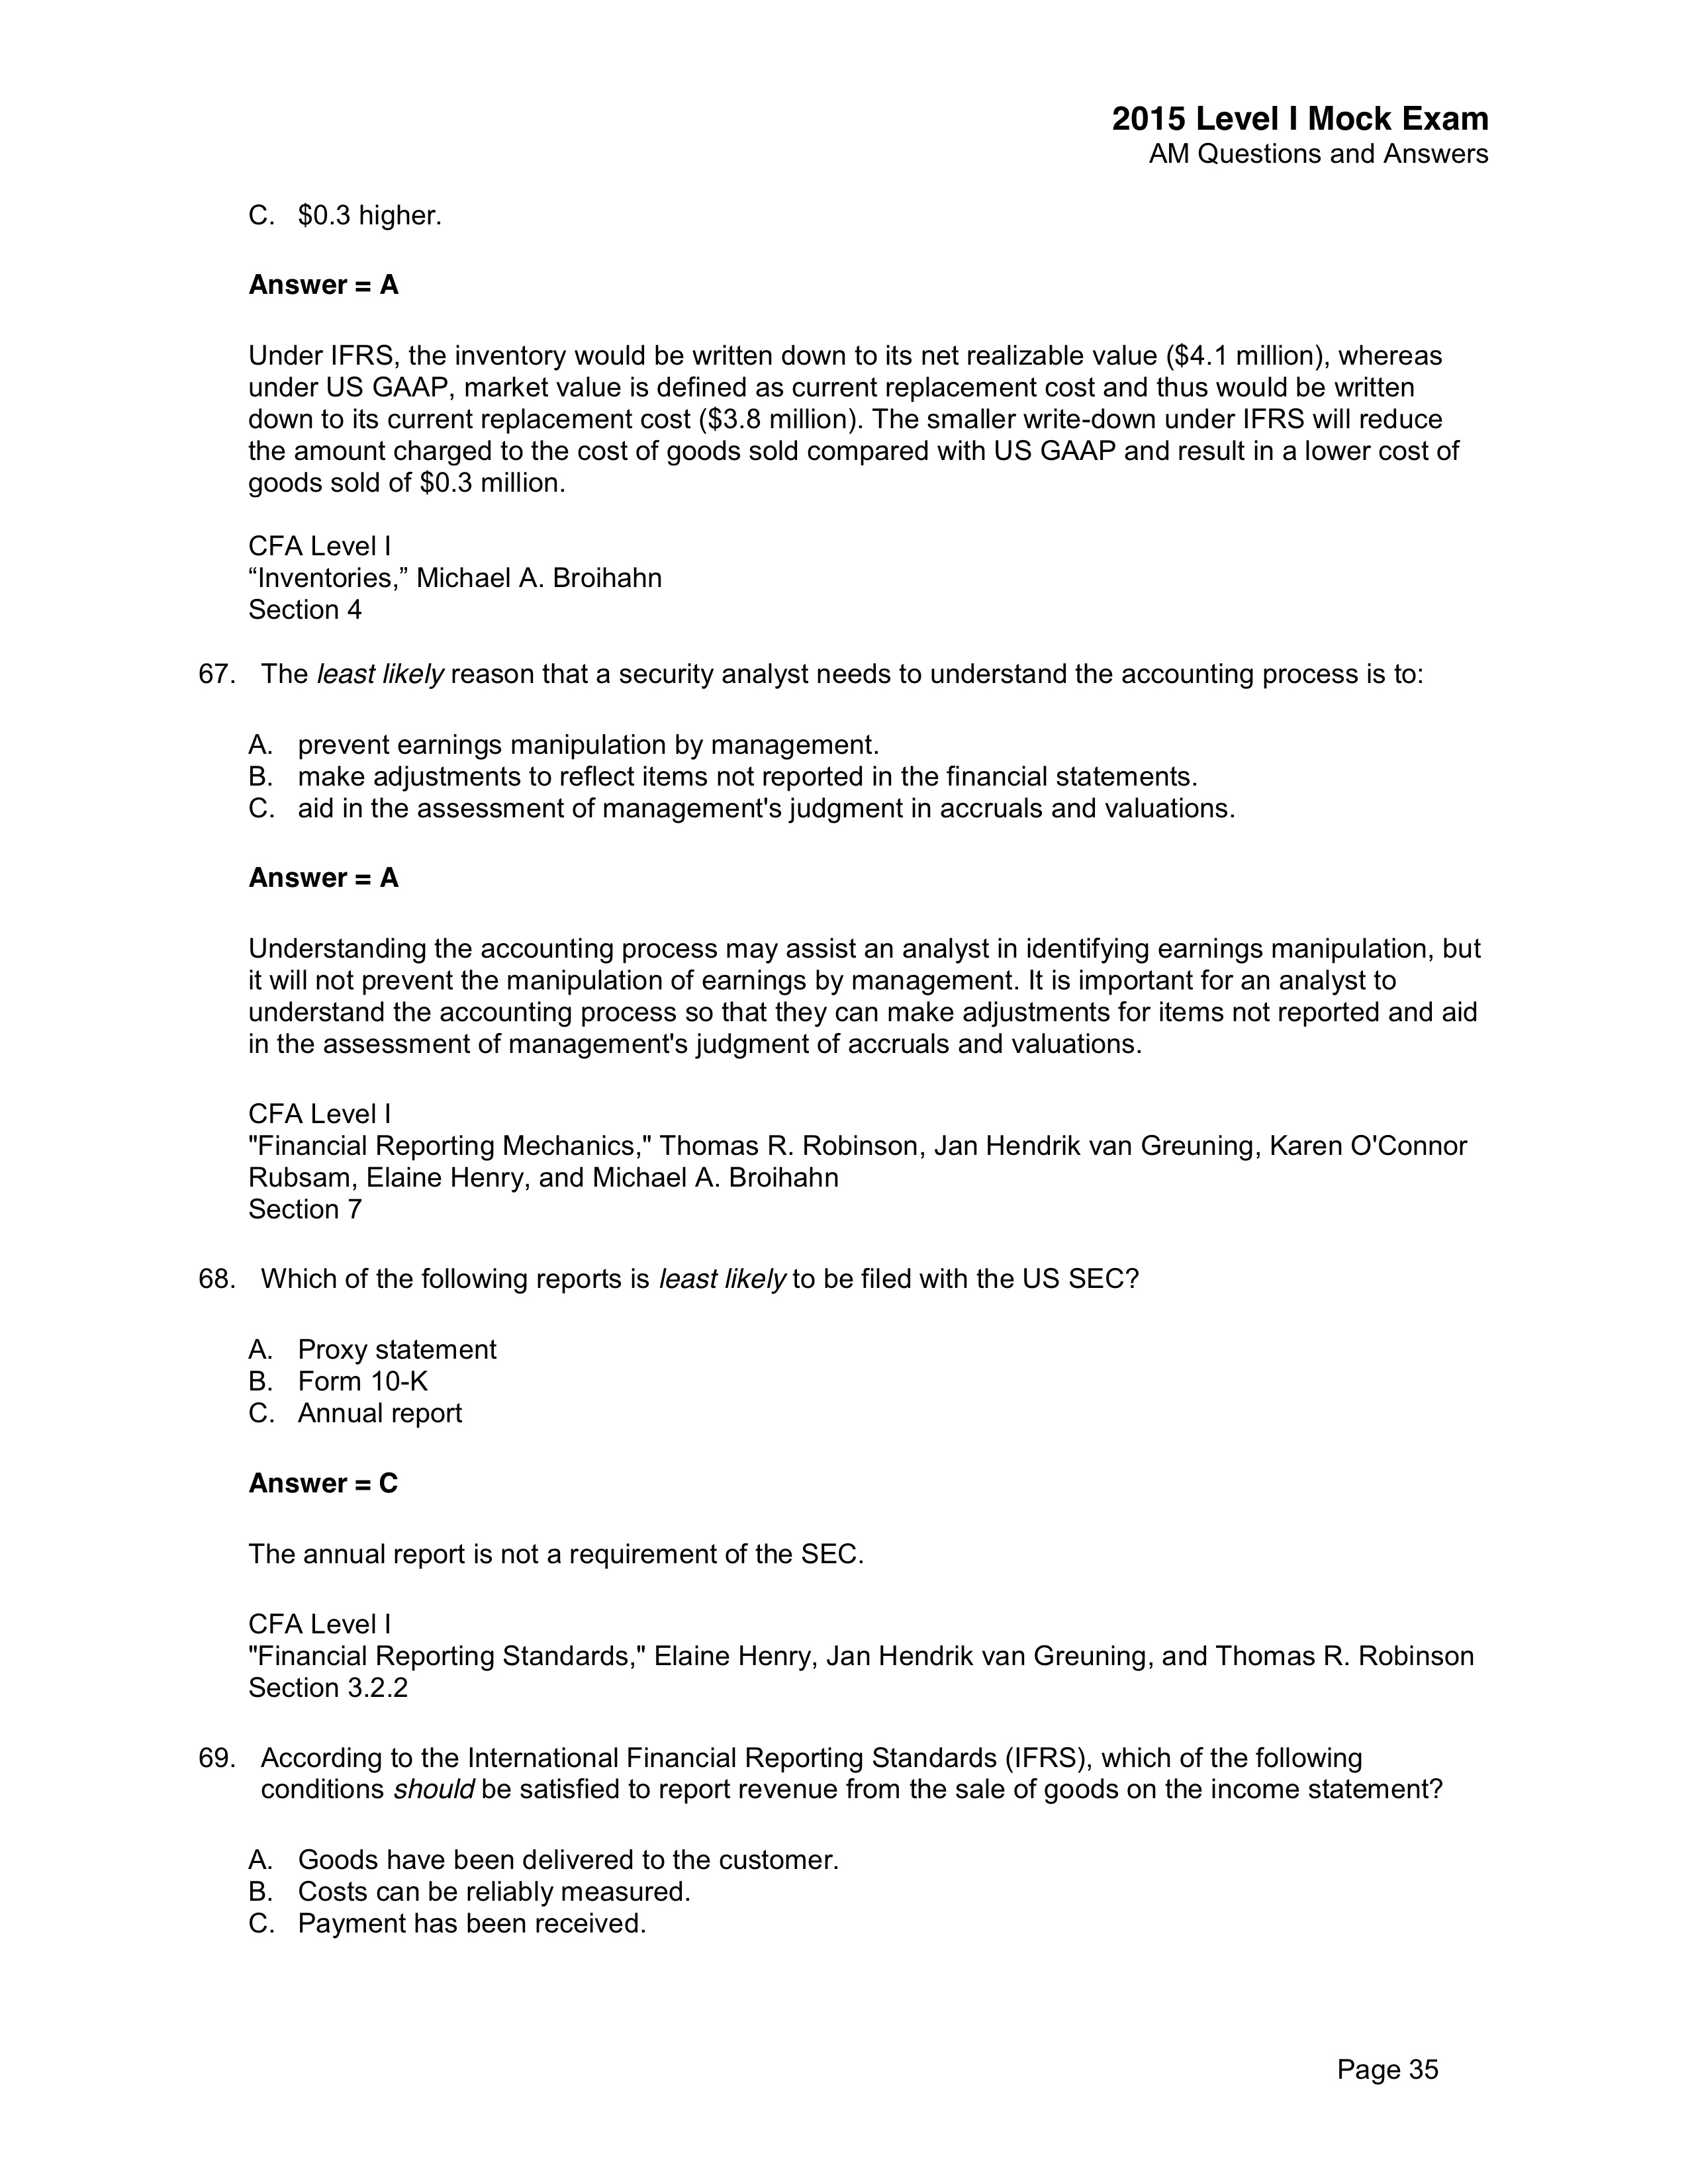 2015 Level I Mock Exam
AM Questions and Answers
C. $0.3 higher.
Answer = A
Under IFRS, the inventory would be written down to its net realizable value ($4.1 million), whereas
under US GAAP, market value is defined as current replacement cost and thus would be written
down to its current replacement cost ($3.8 million). The smaller write-down under IFRS will reduce
the amount charged to the cost of goods sold compared with US GAAP and result in a lower cost of
goods sold of $0.3 million.
CFA Level I
“Inventories,” Michael A. Broihahn
Section 4
67. The least likely reason that a security analyst needs to understand the accounting process is to:
A. prevent earnings manipulation by management.
B. make adjustments to reflect items not reported in the financial statements.
C. aid in the assessment of management's judgment in accruals and valuations.
Answer = A
Understanding the accounting process may assist an analyst in identifying earnings manipulation, but
it will not prevent the manipulation of earnings by management. It is important for an analyst to
understand the accounting process so that they can make adjustments for items not reported and aid
in the assessment of management's judgment of accruals and valuations.
CFA Level I
"Financial Reporting Mechanics," Thomas R. Robinson, Jan Hendrik van Greuning, Karen O'Connor
Rubsam, Elaine Henry, and Michael A. Broihahn
Section 7
68. Which of the following reports is least likely to be filed with the US SEC?
A. Proxy statement
B. Form 10-K
C. Annual report
Answer = C
The annual report is not a requirement of the SEC.
CFA Level I
"Financial Reporting Standards," Elaine Henry, Jan Hendrik van Greuning, and Thomas R. Robinson
Section 3.2.2
69. According to the International Financial Reporting Standards (IFRS), which of the following
conditions should be satisfied to report revenue from the sale of goods on the income statement?
A. Goods have been delivered to the customer.
B. Costs can be reliably measured.
C. Payment has been received.
Page 35